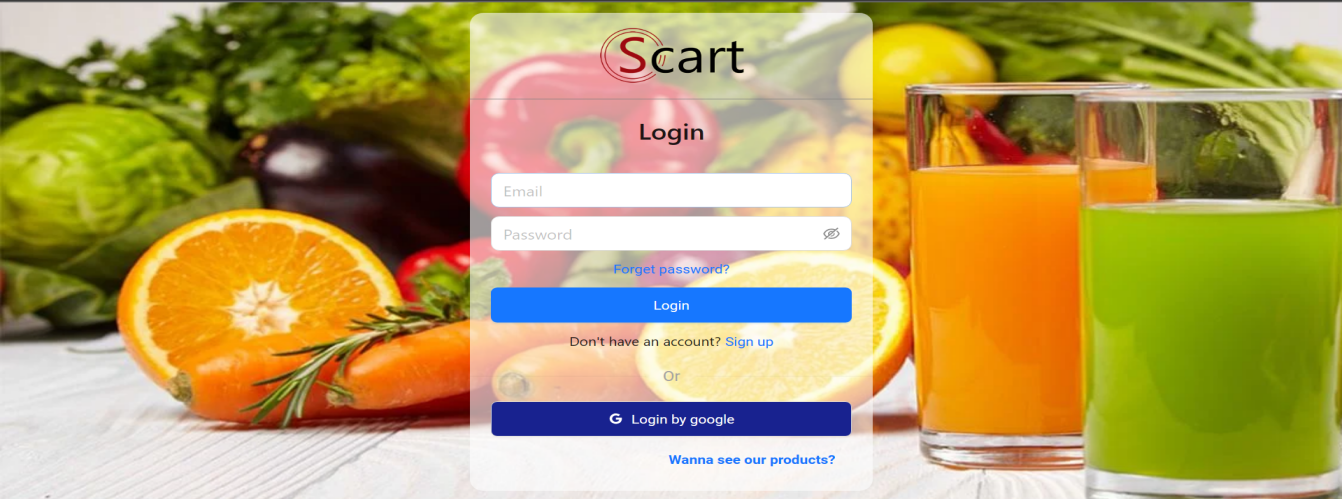 Scart
Login
Email
Password
Forget password?
Login
Don't have an account? Sign up
Or
G Login by google
Wanna see our products?